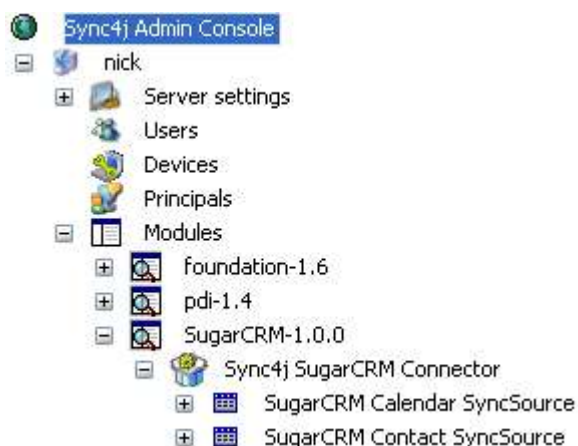 Sync4j Admin Console
nick
Server settings
Users
Devices
Principals
Modules
foundation-1.6
pdi-1.4
SugarCRM-1.0.0
Sync4j SugarCRM Connector
SugarCRM Calendar SyncSource
SugarCRM Contact SyncSource